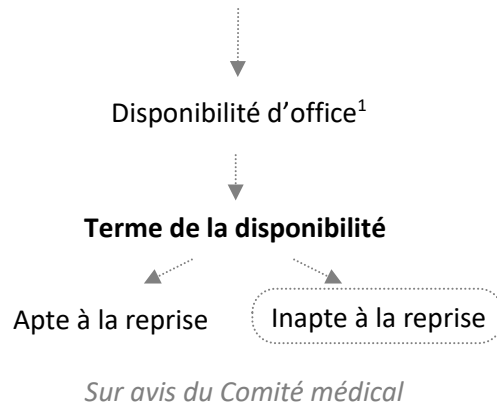 Disponibilité d’office¹
Terme de la disponibilité
Apte à la reprise
Inapte à la reprise
Sur avis du Comité médical